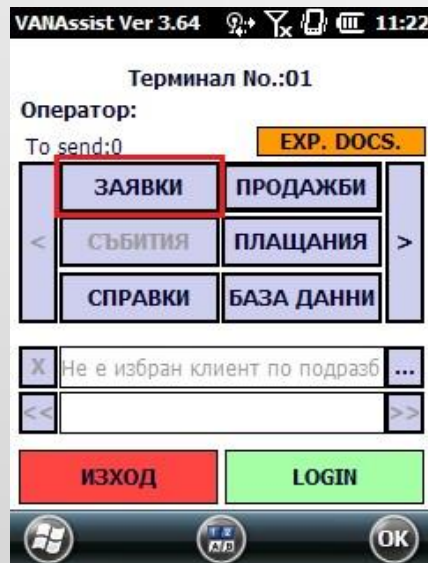 VANAssist Ver 3.64 11:22
Терминал No.:01
Оператор:
To send:0 EXP. DOCS.
ЗАЯВКИ ПРОДАЖБИ
< СЪБИТИЯ ПЛАЩАНИЯ >
СПРАВКИ БАЗА ДАННИ
X Не е избран клиент по подразб ...
<< >>
ИЗХОД LOGIN
OK